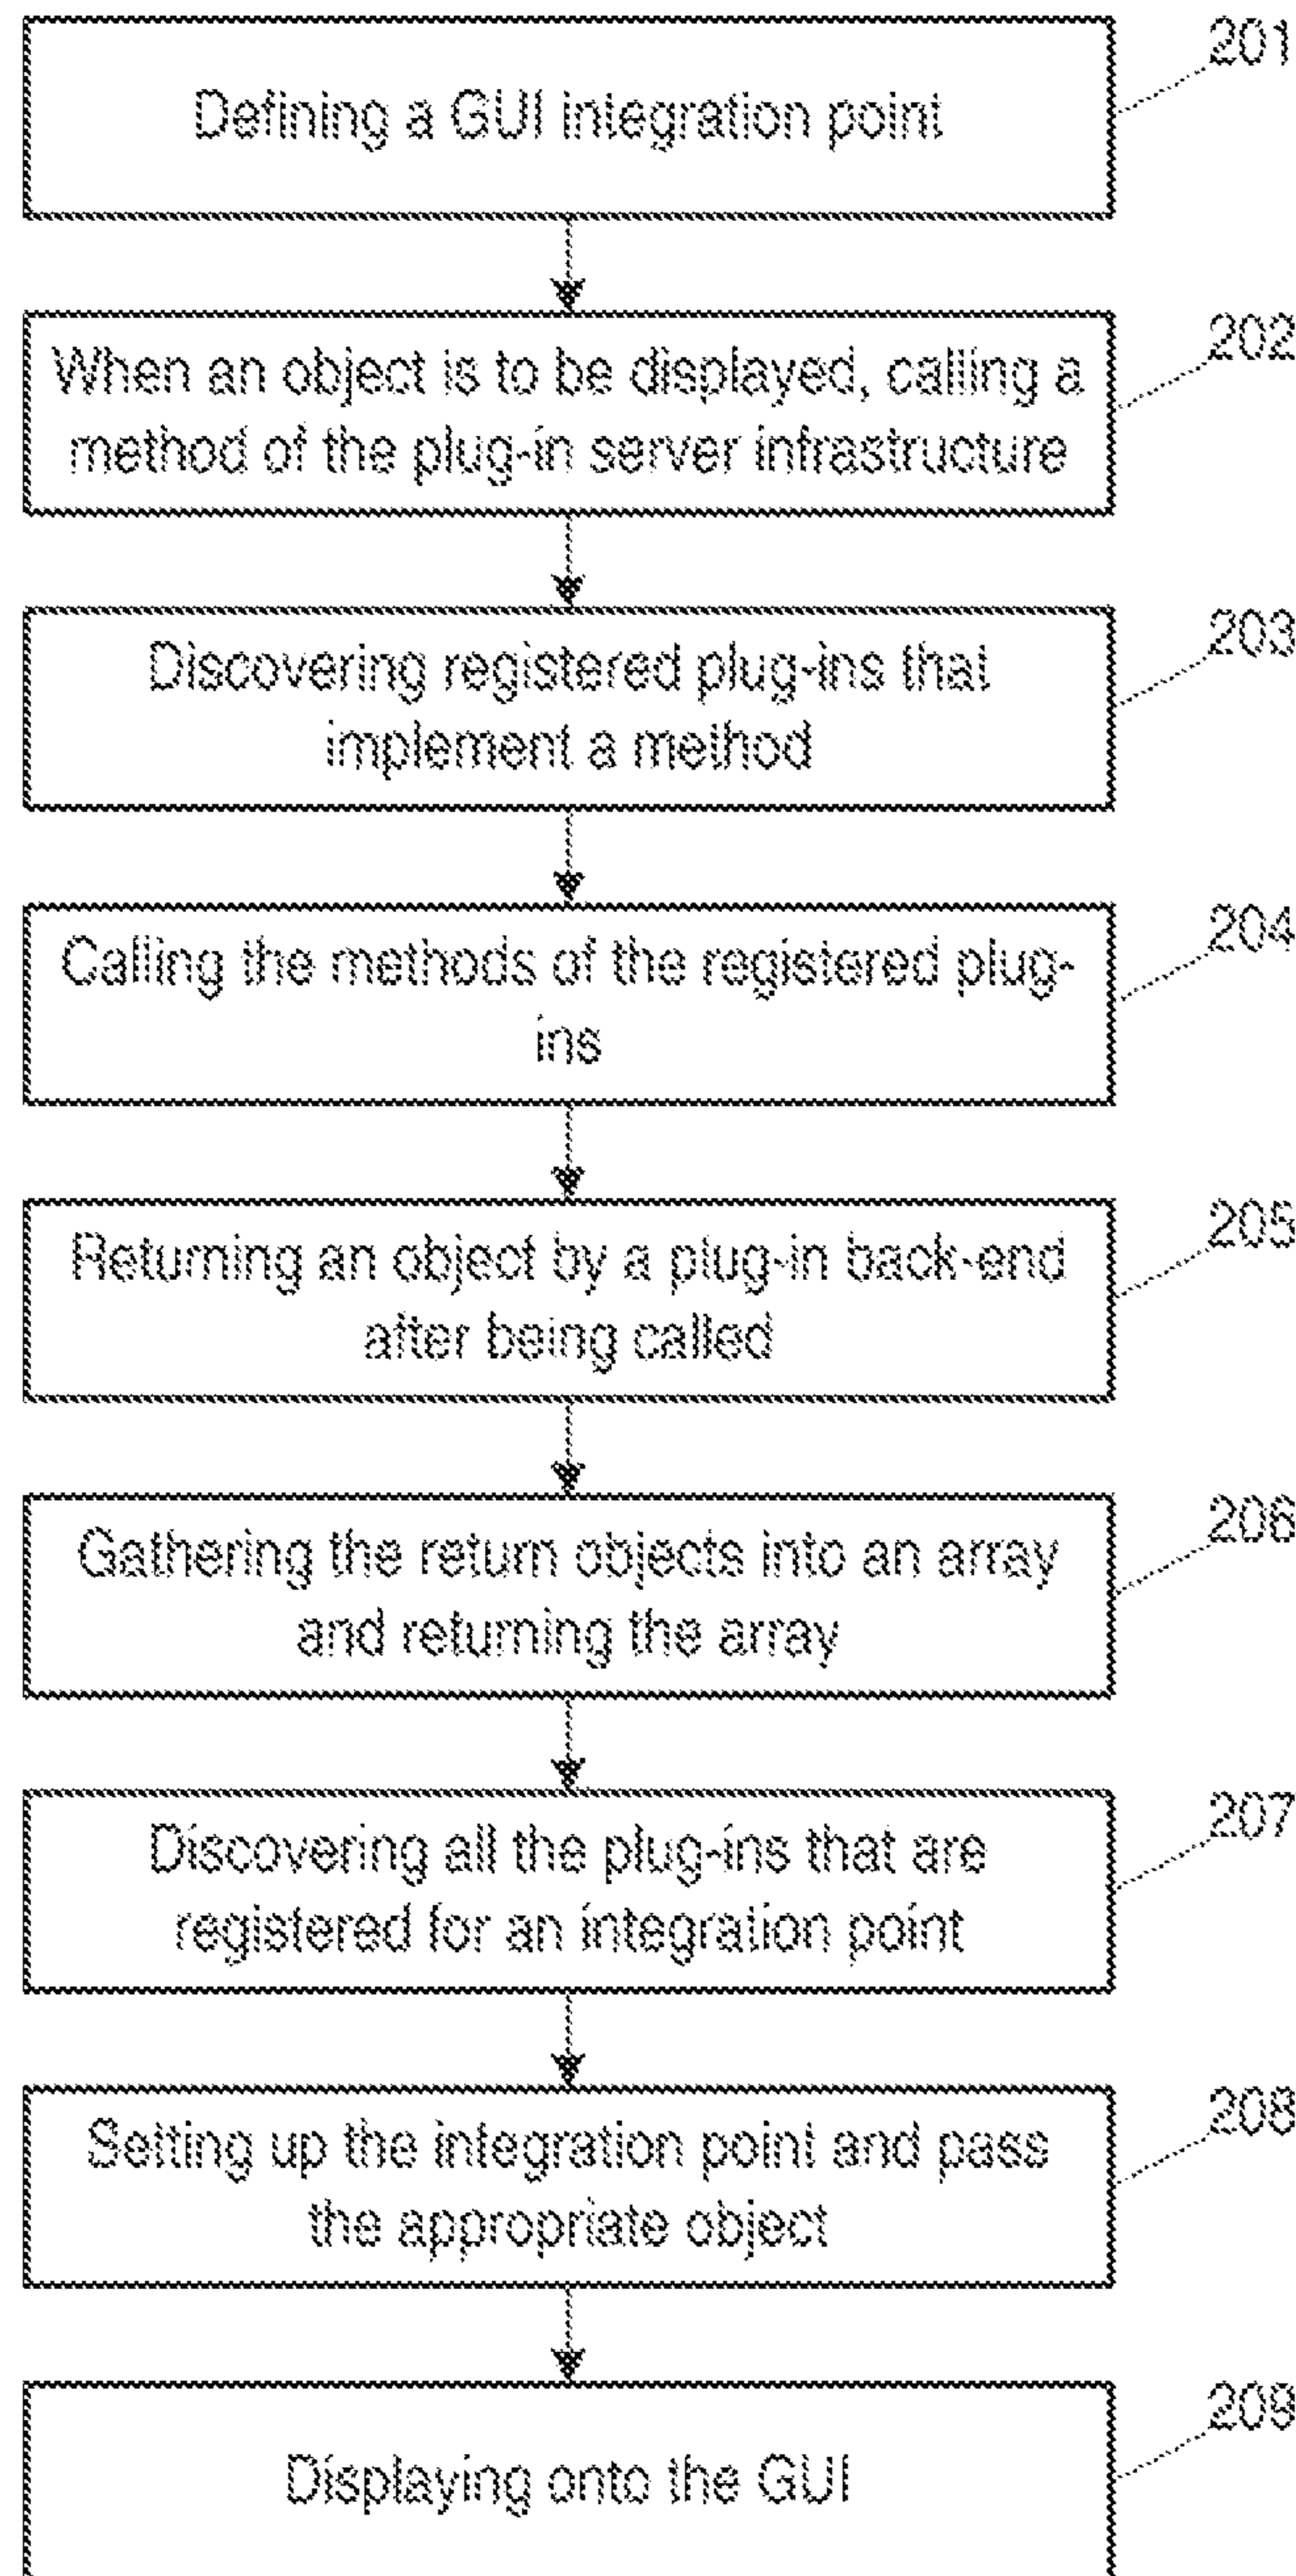 201
Defining a GUI integration point
202
When an object is to be displayed, calling a
method of the plug-in server infrastructure
203
Discovering registered plug-ins that
implement a method
204
Calling the methods of the registered plug-
ins
205
Returning an object by a plug-in back-end
after being called
206
Gathering the return objects into an array
and returning the array
207
Discovering all the plug-ins that are
registered for an integration point
208
Setting up the integration point and pass
the appropriate object
209
Displaying onto the GUI